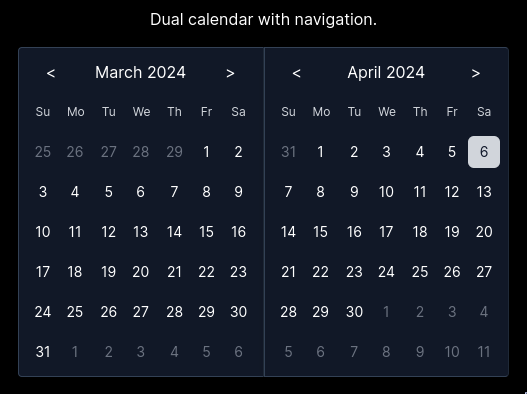 Dual calendar with navigation.
< March 2024 >
Su Mo Tu We Th Fr Sa
25 26 27 28 29 1 2
3 4 5 6 7 8 9
10 11 12 13 14 15 16
17 18 19 20 21 22 23
24 25 26 27 28 29 30
31 1 2 3 4 5 6
< April 2024 >
Su Mo Tu We Th Fr Sa
31 1 2 3 4 5 6
7 8 9 10 11 12 13
14 15 16 17 18 19 20
21 22 23 24 25 26 27
28 29 30 1 2 3 4
5 6 7 8 9 10 11